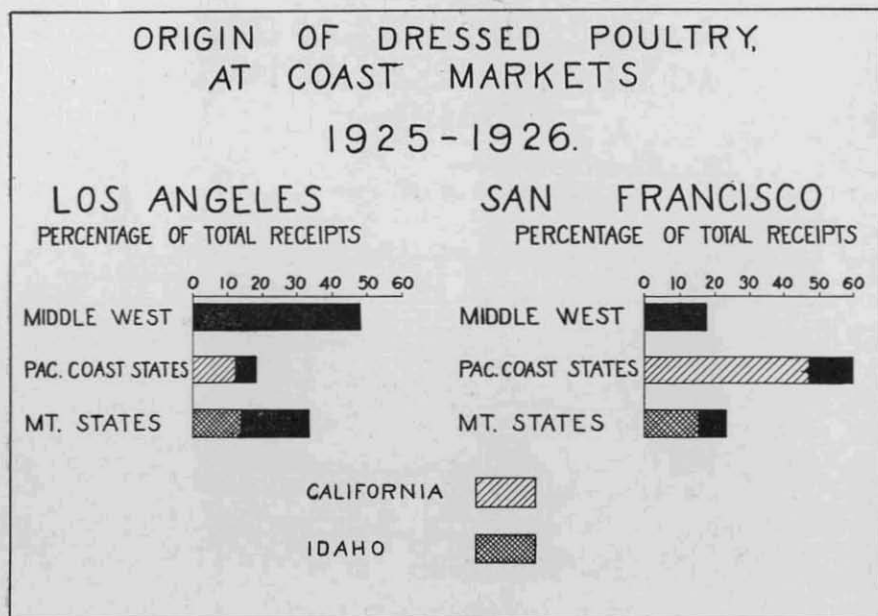 ORIGIN OF DRESSED POULTRY,
AT COAST MARKETS
1925-1926.
LOS ANGELES
PERCENTAGE OF TOTAL RECEIPTS
0 10 20 30 40 50 60
MIDDLE WEST
PAC. COAST STATES
MT. STATES
SAN FRANCISCO
PERCENTAGE OF TOTAL RECEIPTS
0 10 20 30 40 50 60
MIDDLE WEST
PAC. COAST STATES
MT. STATES
CALIFORNIA
IDAHO